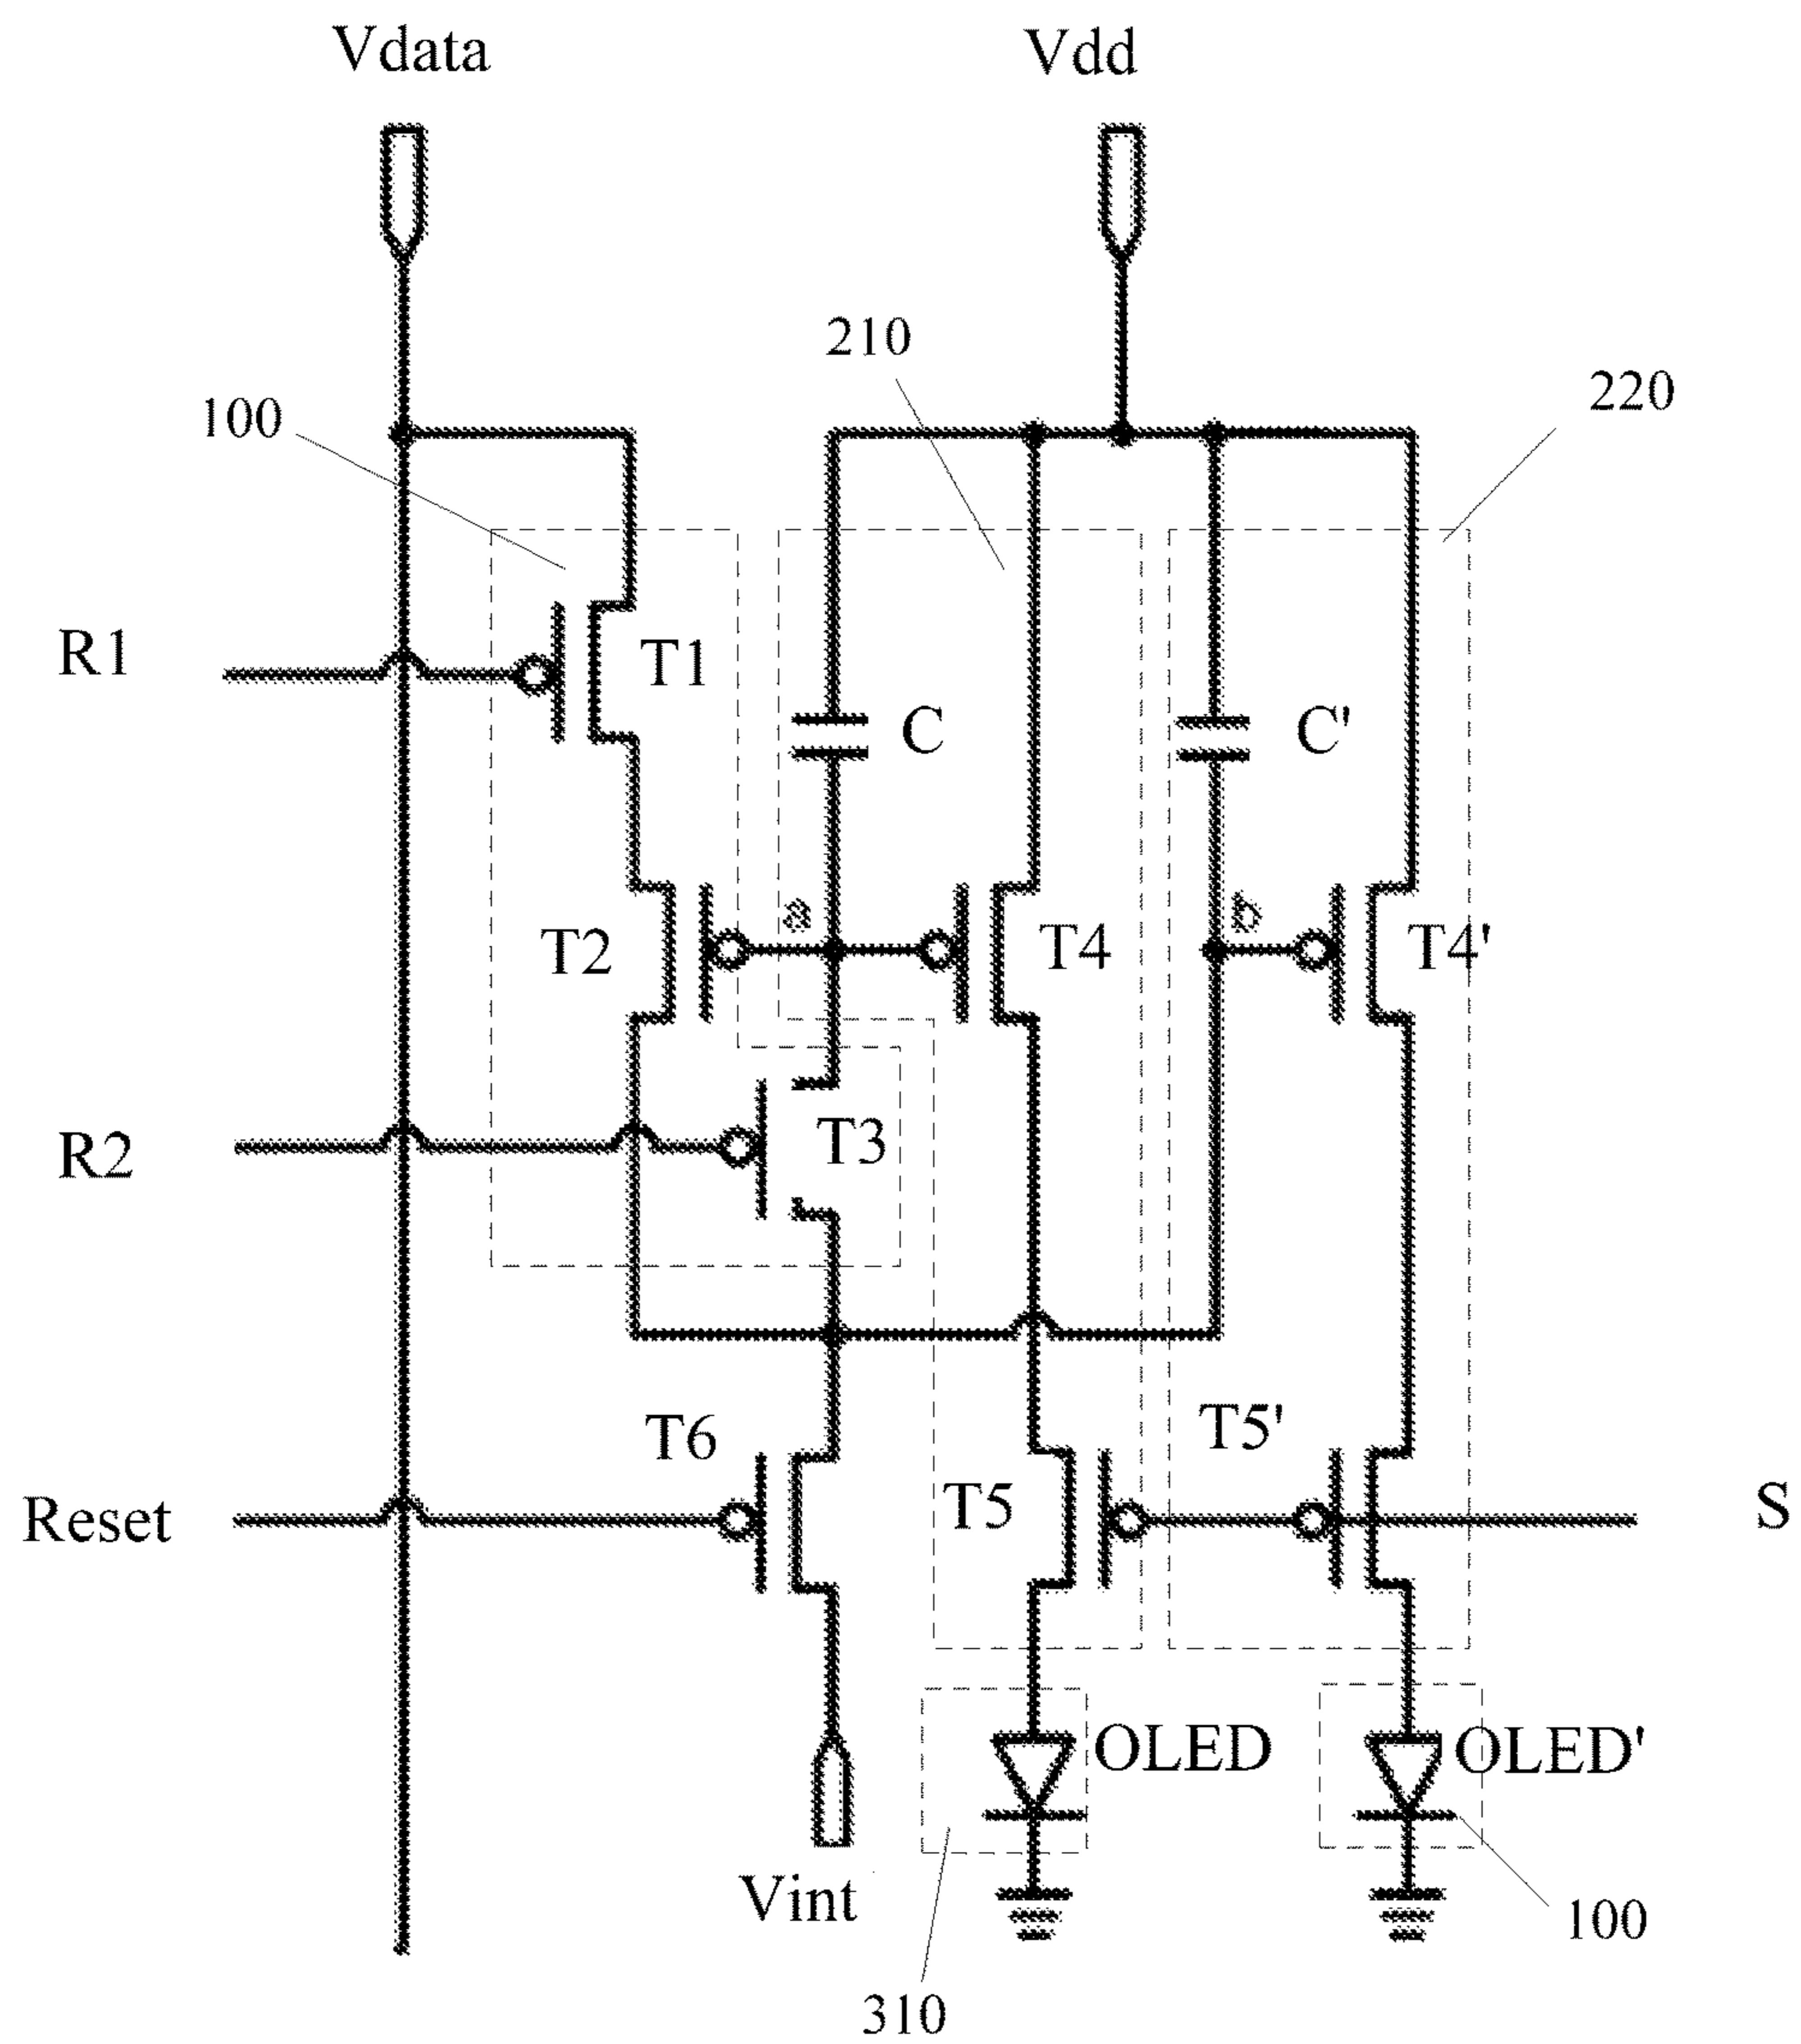 Vdata Vdd
210
220
100
R1
T1
C
C'
T2
a
T4
b
T4'
R2
T3
T6
T5'
Reset
T5
S
OLED
OLED'
Vint
100
310